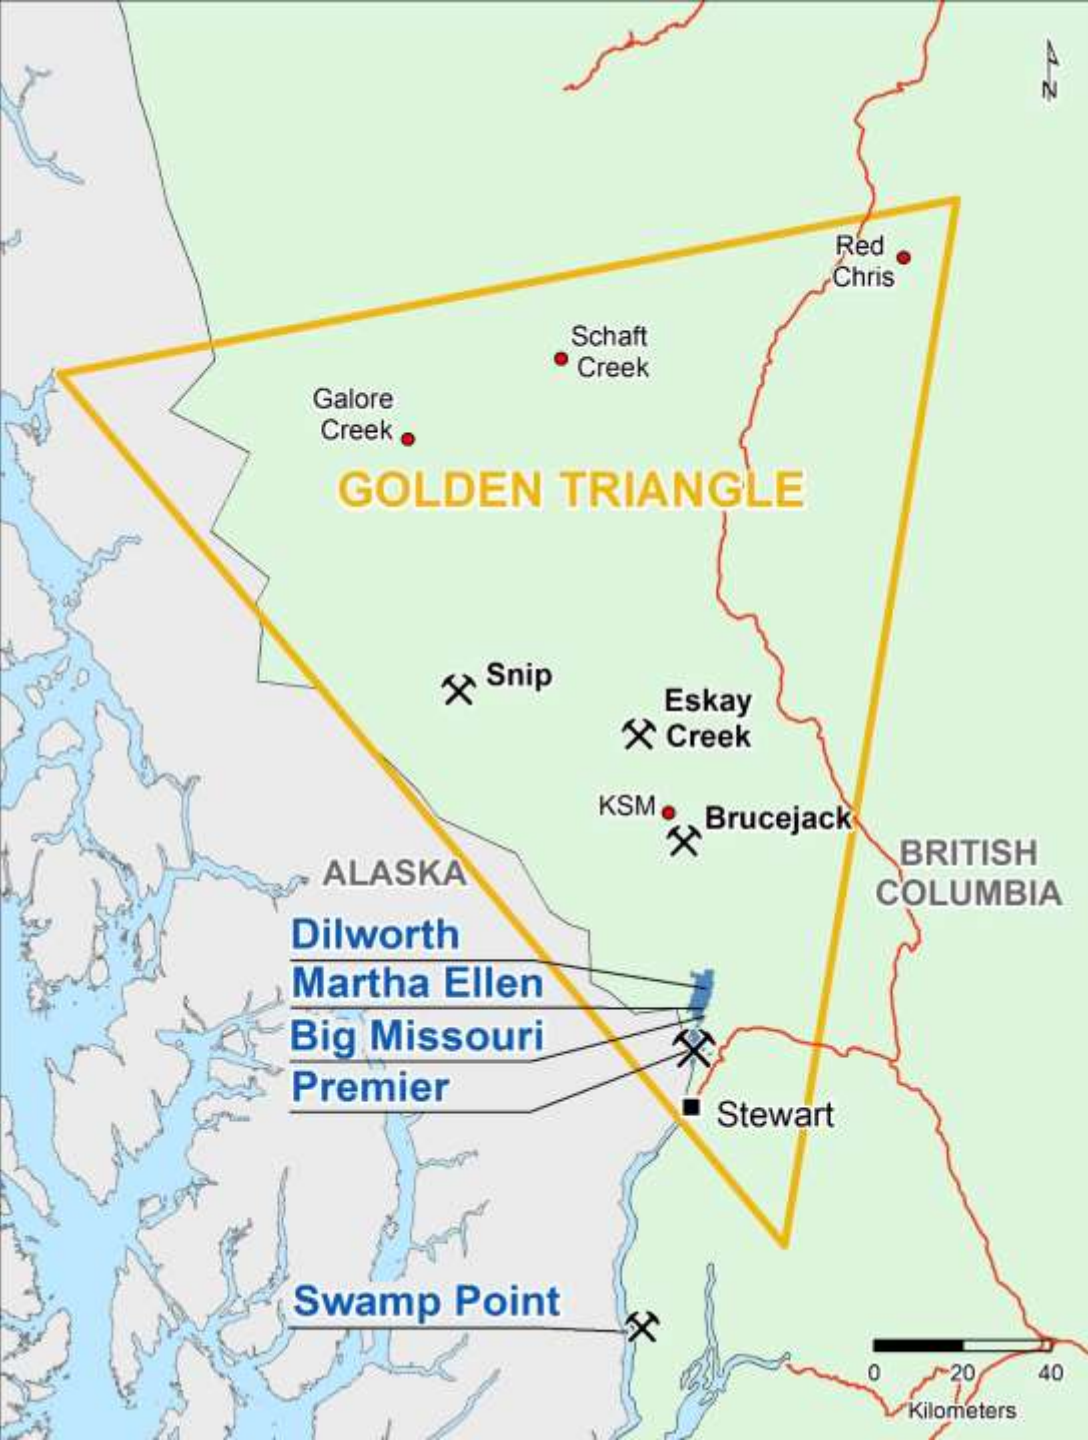 N
Red
Chris
Schaft
Creek
Galore
Creek
GOLDEN TRIANGLE
Snip
Eskay
Creek
KSM
Brucejack
BRITISH
COLUMBIA
ALASKA
Dilworth
Martha Ellen
Big Missouri
Premier
Stewart
Swamp Point
0 20 40
Kilometers